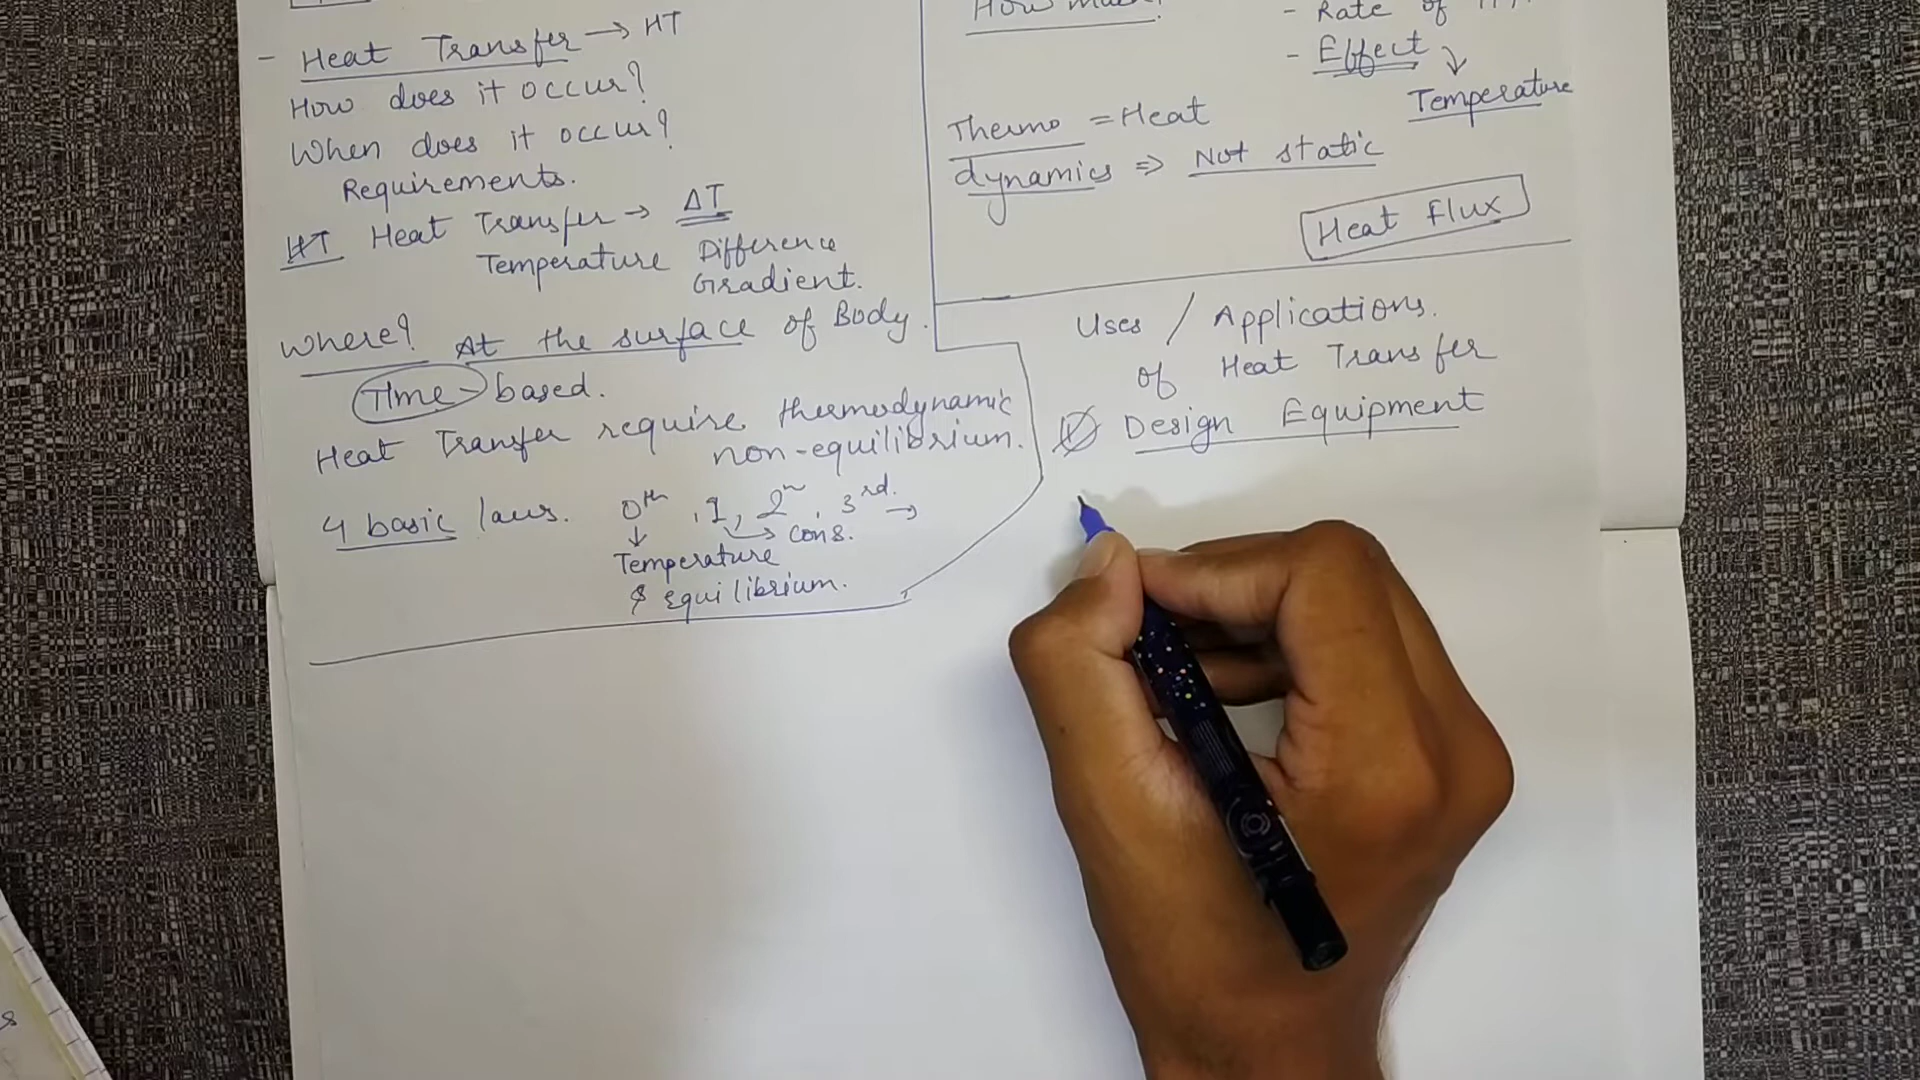 - Heat Transfer → HT
How does it occur?
When does it occur?
Requirements.
HT Heat Transfer → ΔT
Temperature Difference
Gradient.
Where? At the surface of Body.
Time-based.
Heat Transfer require thermodynamic
non-equilibrium.
4 basic laws. 0th, 1, 2n, 3rd. →
↓ → cons.
Temperature
& equilibrium.
How much?
- Rate of
- Effect ↓
Temperature
Thermo = Heat
dynamics ⇒ Not static
Heat Flux
Uses / Applications.
of Heat Transfer
Design Equipment